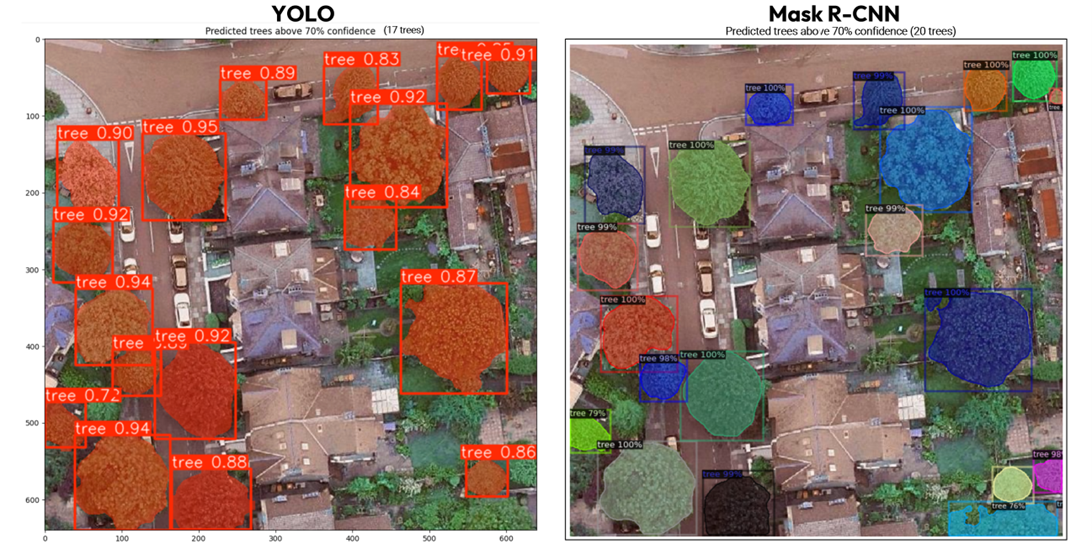 YOLO
Predicted trees above 70% confidence (17 trees)
0
100
200
300
400
500
600
0
100
200
300
400
500
600
tree 0.89
tree 0.83
tree 0.91
tree 0.92
tree 0.90
tree 0.95
tree 0.84
tree 0.92
tree 0.87
tree 0.94
tree 0.92
tree
tree 0.72
tree 0.94
tree 0.88
tree 0.86
Mask R-CNN
Predicted trees above 70% confidence (20 trees)
tree 100%
tree 100%
tree 99%
tree 100%
tree
tree 100%
tree 100%
tree 99%
tree 99%
tree 99%
tree 100%
tree 100%
tree 98%
tree 100%
tree 79%
tree 100%
tree 99%
tree 98%
tree 76%
tr